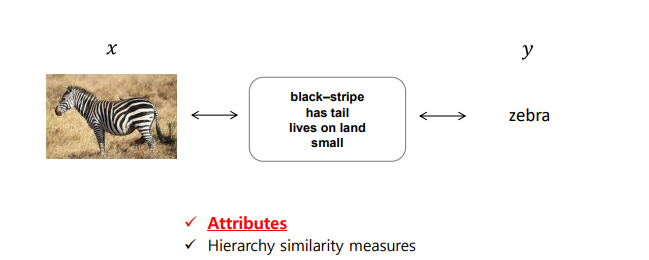 x
y
black–stripe
has tail
lives on land
small
zebra
✓ Attributes
✓ Hierarchy similarity measures